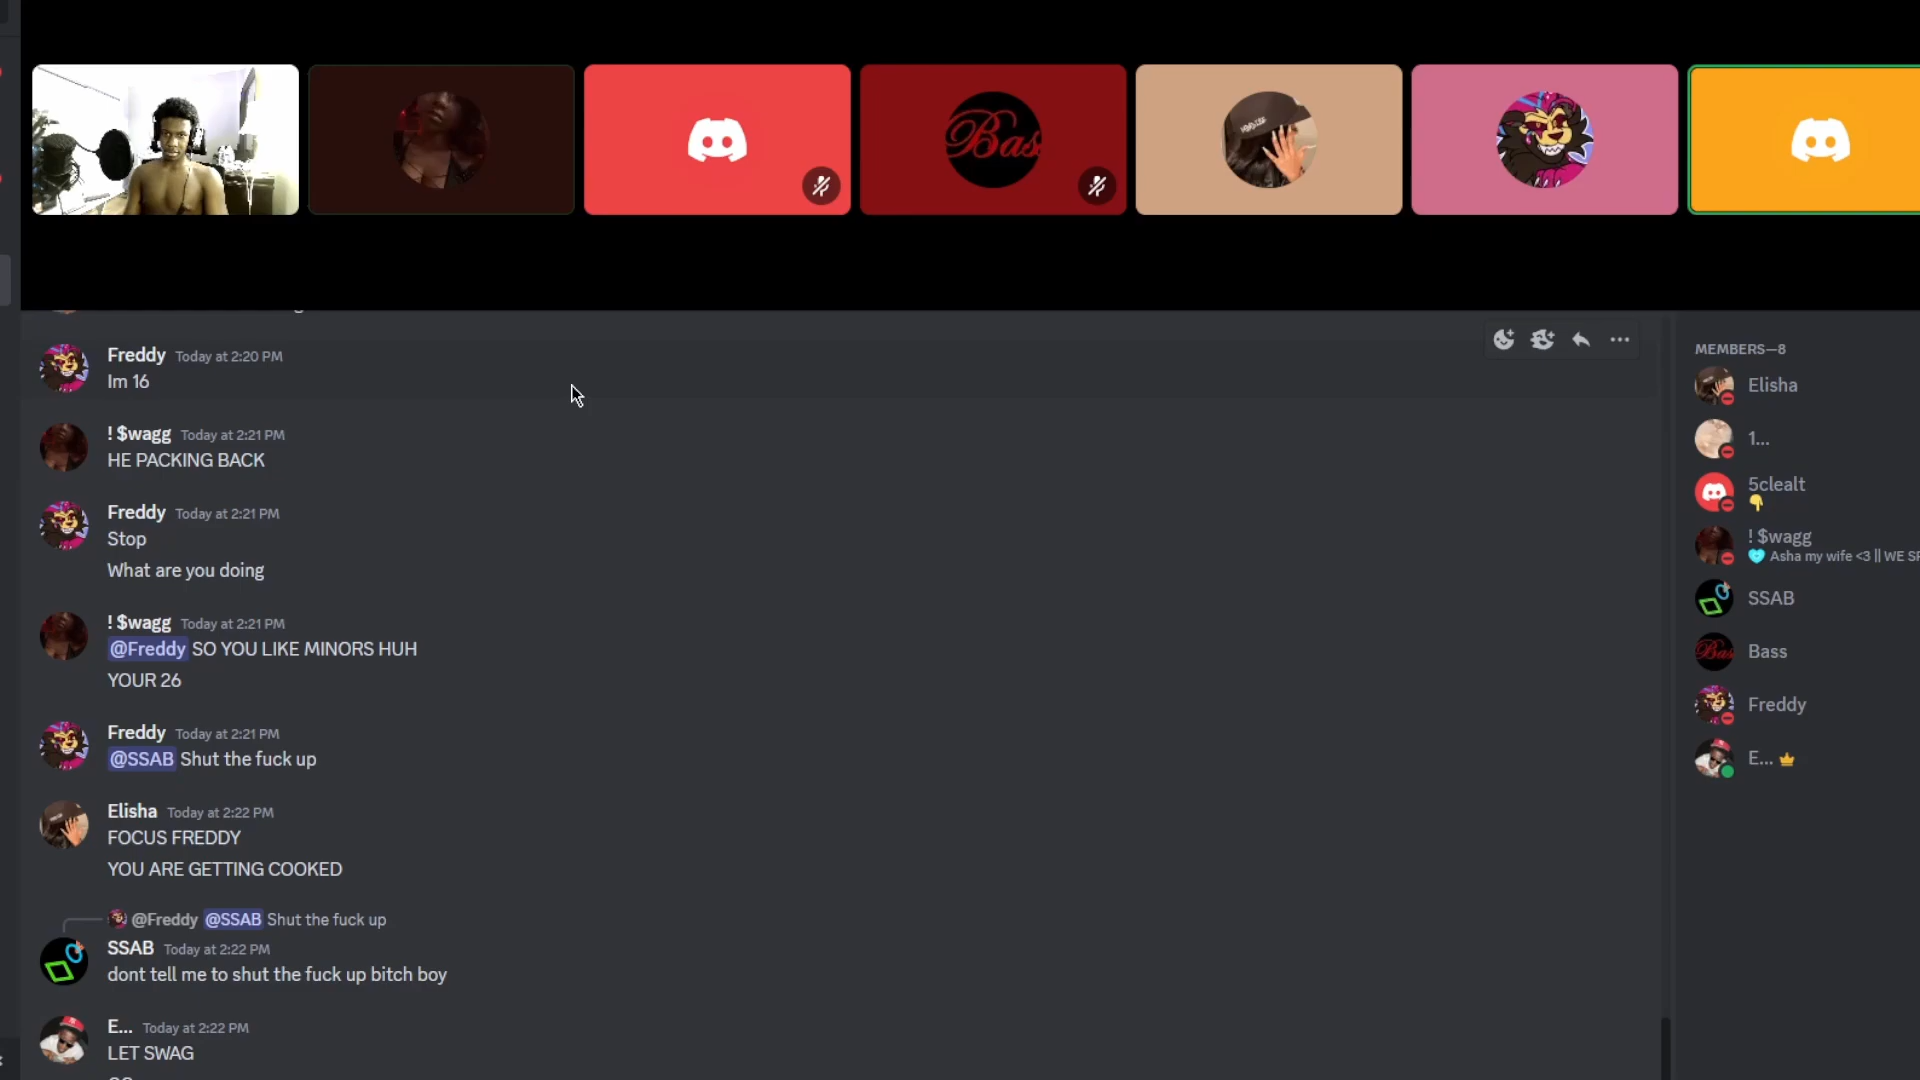 Bas
Freddy Today at 2:20 PM
Im 16
! $wagg Today at 2:21 PM
HE PACKING BACK
Freddy Today at 2:21 PM
Stop
What are you doing
! $wagg Today at 2:21 PM
@Freddy SO YOU LIKE MINORS HUH
YOUR 26
Freddy Today at 2:21 PM
@SSAB Shut the fuck up
Elisha Today at 2:22 PM
FOCUS FREDDY
YOU ARE GETTING COOKED
@Freddy @SSAB Shut the fuck up
SSAB Today at 2:22 PM
dont tell me to shut the fuck up bitch boy
E... Today at 2:22 PM
LET SWAG
MEMBERS—8
Elisha
1...
5clealt
! $wagg
Asha my wife <3 || WE SP
SSAB
Bass
Freddy
E...